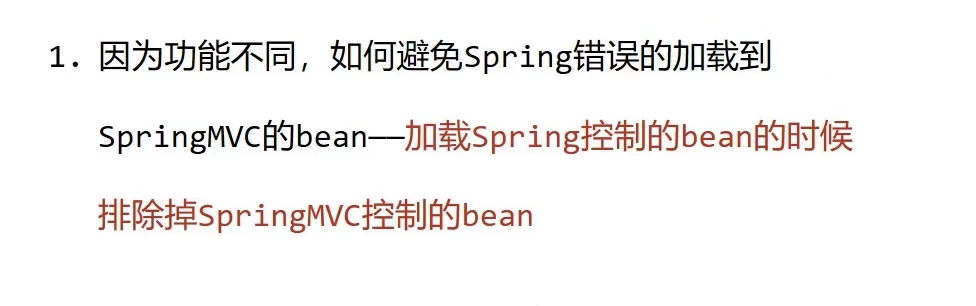 1. 因为功能不同，如何避免Spring错误的加载到
SpringMVC的bean——加载Spring控制的bean的时候
排除掉SpringMVC控制的bean